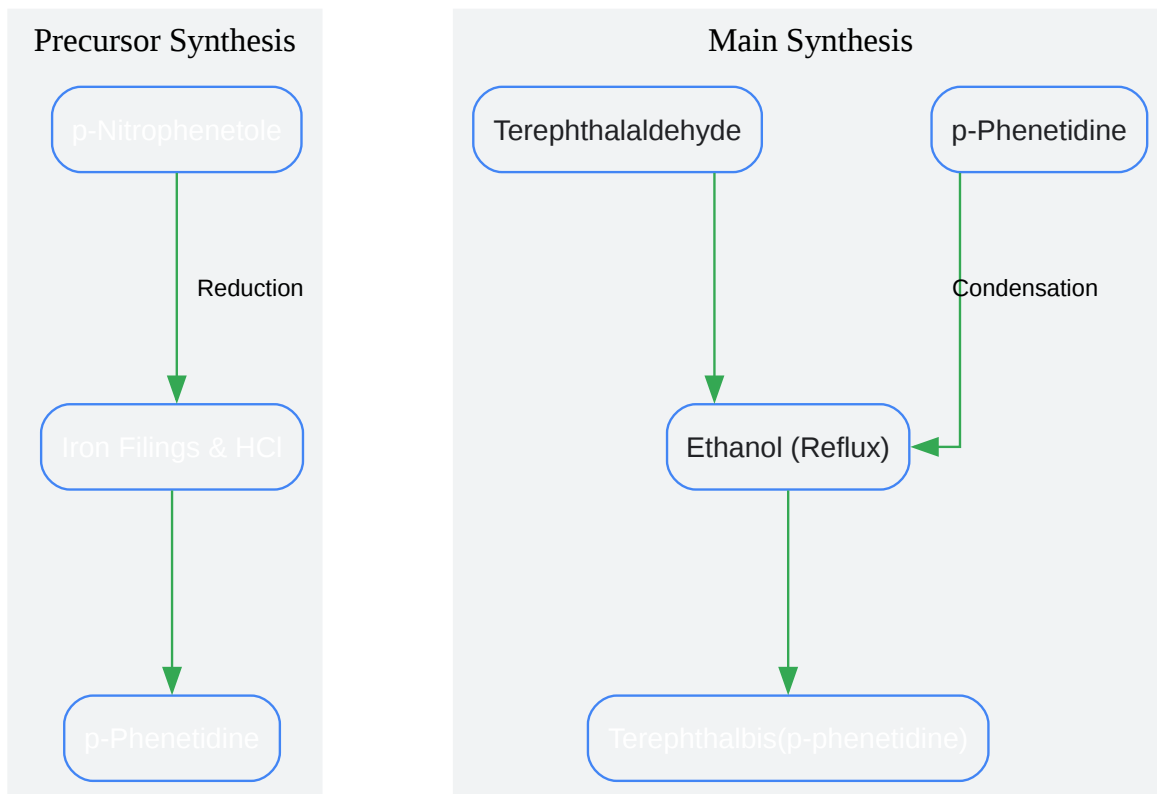 Precursor Synthesis
p-Nitrophenetole
Reduction
Iron Filings & HCl
p-Phenetidine
Main Synthesis
Terephthalaldehyde
p-Phenetidine
Condensation
Ethanol (Reflux)
Terephthalbis(p-phenetidine)